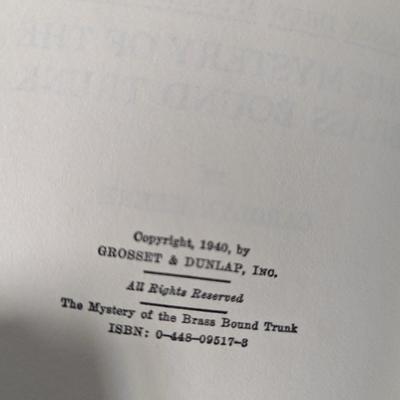 Copyright, 1940, by
GROSSET & DUNLAP, INC.
All Rights Reserved
The Mystery of the Brass Bound Trunk
ISBN: 0-448-09517-3